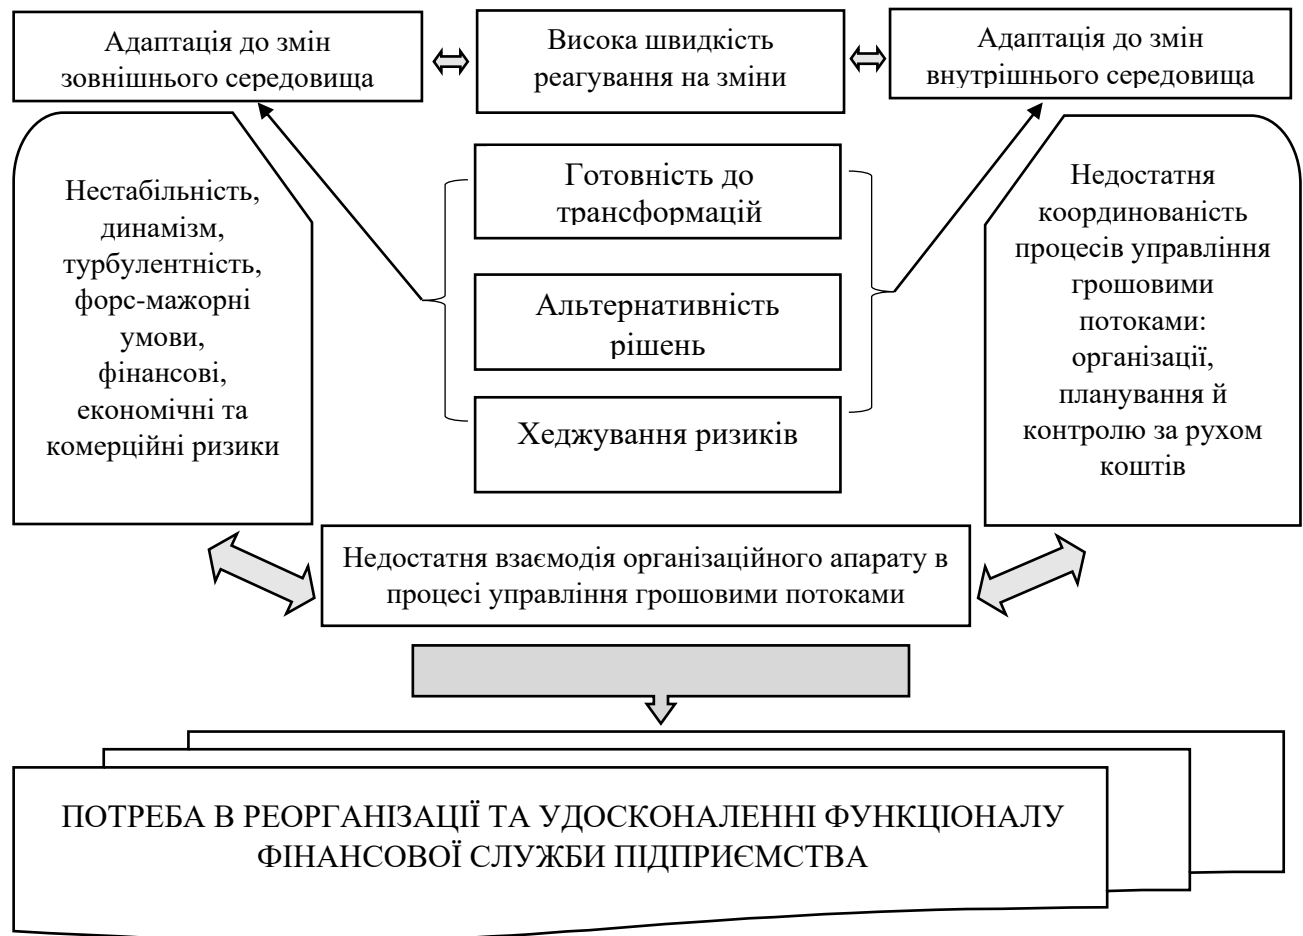 Адаптація до змін
зовнішнього середовища
Висока швидкість
реагування на зміни
Адаптація до змін
внутрішнього середовища
Нестабільність,
динамізм,
турбулентність,
форс-мажорні
умови,
фінансові,
економічні та
комерційні ризики
Готовність до
трансформацій
Альтернативність
рішень
Хеджування ризиків
Недостатня
координованість
процесів управління
грошовими
потоками:
організації,
планування й
контролю за рухом
коштів
Недостатня взаємодія організаційного апарату в
процесі управління грошовими потоками
ПОТРЕБА В РЕОРГАНІЗАЦІЇ ТА УДОСКОНАЛЕННІ ФУНКЦІОНАЛУ
ФІНАНСОВОЇ СЛУЖБИ ПІДПРИЄМСТВА